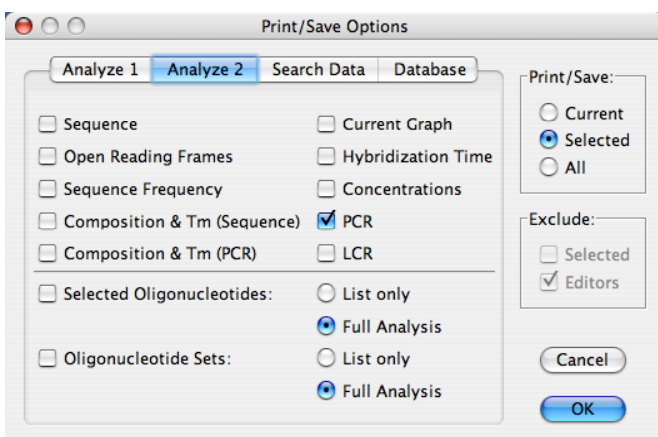 Print/Save Options
Analyze 1 Analyze 2 Search Data Database
Sequence Current Graph
Open Reading Frames Hybridization Time
Sequence Frequency Concentrations
Composition & Tm (Sequence) PCR
Composition & Tm (PCR) LCR
Selected Oligonucleotides: List only
Full Analysis
Oligonucleotide Sets: List only
Full Analysis
Print/Save:
Current
Selected
All
Exclude:
Selected
Editors
Cancel
OK